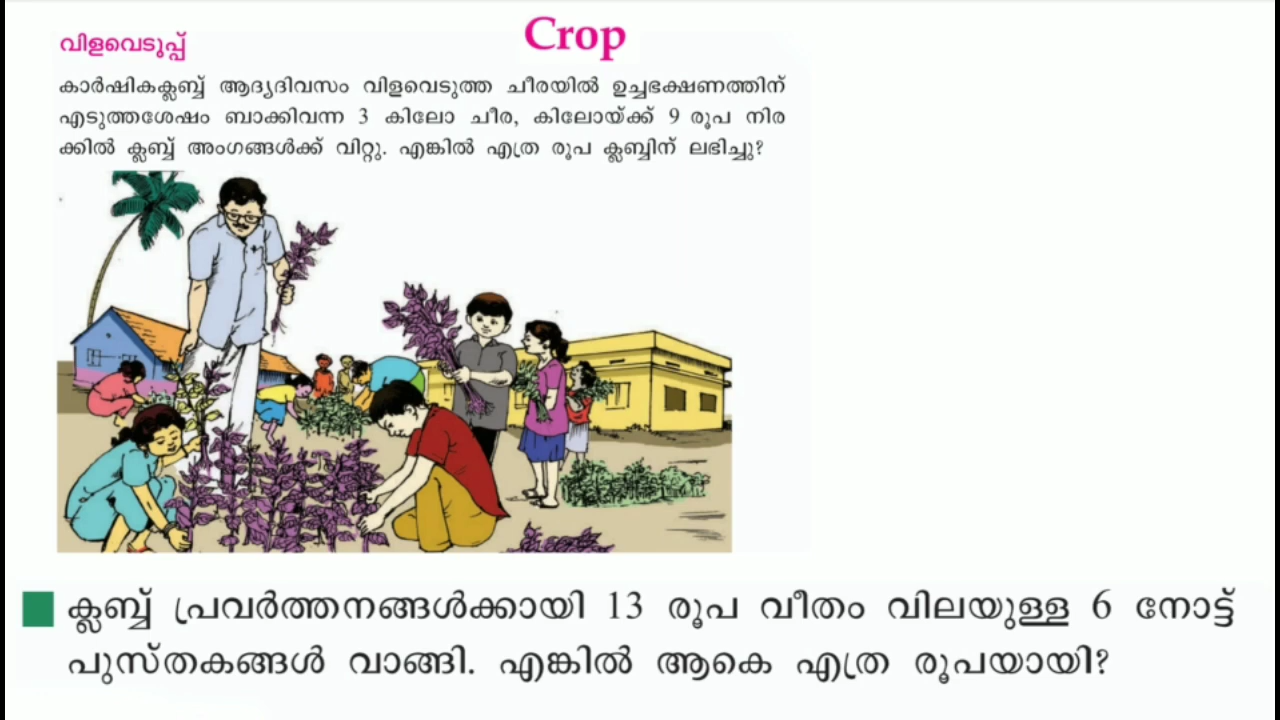 വിളവെടുപ്പ്
Crop
കാർഷികക്ലബ്ബ് ആദ്യദിവസം വിളവെടുത്ത ചീരയിൽ ഉച്ചഭക്ഷണത്തിന്
എടുത്തശേഷം ബാക്കിവന്ന 3 കിലോ ചീര, കിലോയ്ക്ക് 9 രൂപ നിര
ക്കിൽ ക്ലബ്ബ് അംഗങ്ങൾക്ക് വിറ്റു. എങ്കിൽ എത്ര രൂപ ക്ലബ്ബിന് ലഭിച്ചു?
ക്ലബ്ബ് പ്രവർത്തനങ്ങൾക്കായി 13 രൂപ വീതം വിലയുള്ള 6 നോട്ട്
പുസ്തകങ്ങൾ വാങ്ങി. എങ്കിൽ ആകെ എത്ര രൂപയായി?